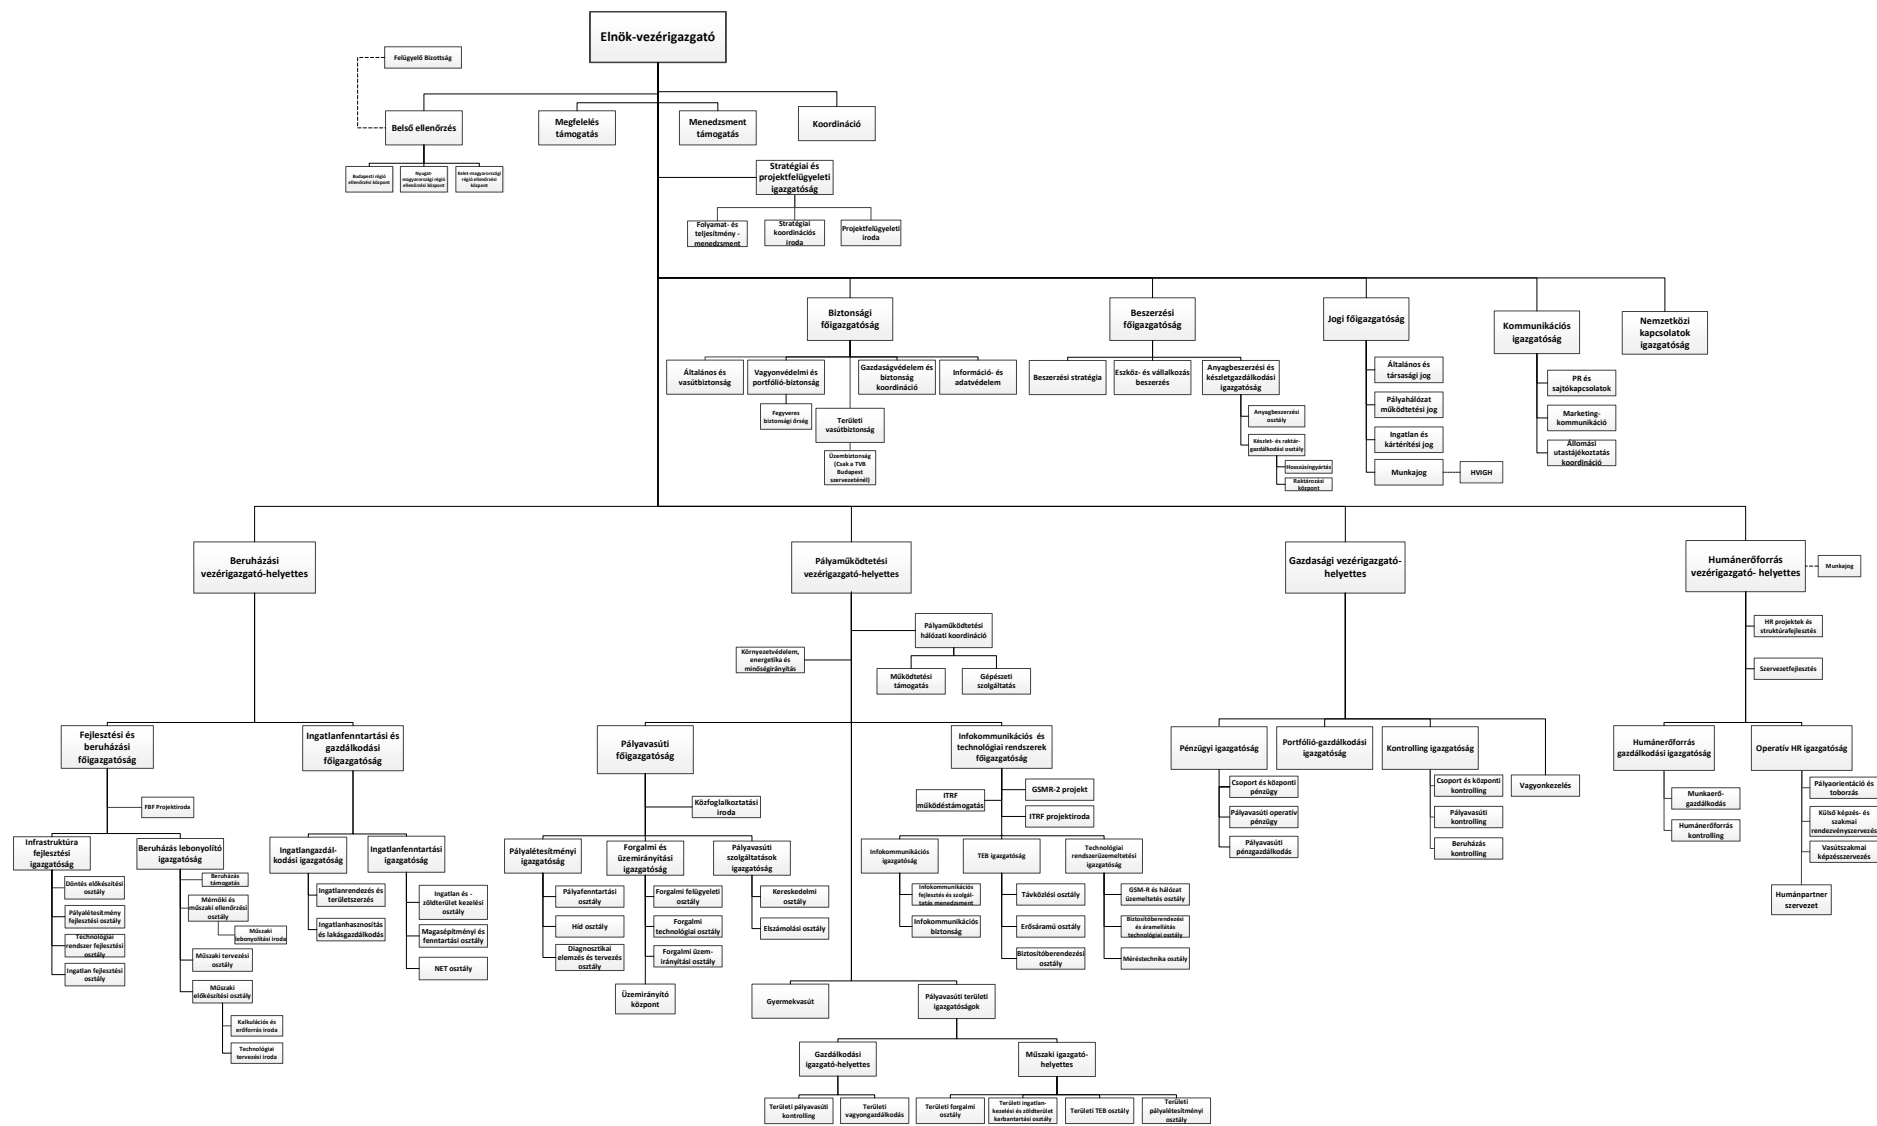 Elnök-vezérigazgató
Felügyelő Bizottság
Belső ellenőrzés
Megfelelés
támogatás
Menedzsment
támogatás
Koordináció
Budapesti régió
ellenőrzési központ
Nyugat-
magyarországi régió
ellenőrzési központ
Kelet-magyarországi
régió ellenőrzési
központ
Stratégiai és
projektfelügyeleti
igazgatóság
Folyamat- és
teljesítmény -
menedzsment
Stratégiai
koordinációs
iroda
Projektfelügyeleti
iroda
Biztonsági
főigazgatóság
Beszerzési
főigazgatóság
Jogi főigazgatóság
Kommunikációs
igazgatóság
Nemzetközi
kapcsolatok
igazgatóság
Általános és
vasútbiztonság
Vagyonvédelmi és
portfólió-biztonság
Gazdaságvédelem és
biztonság
koordináció
Információ- és
adatvédelem
Fegyveres
biztonsági őrség
Területi
vasútbiztonság
Üzembiztonság
(Csak a TVB
Budapest
szervezeténél)
Beszerzési stratégia
Eszköz- és vállalkozás
beszerzés
Anyagbeszerzési és
készletgazdálkodási
igazgatóság
Anyagbeszerzési
osztály
Készlet- és raktár-
gazdálkodási osztály
Hosszúsíngyártás
Raktározási
központ
Általános és
társasági jog
Pályahálózat
működtetési jog
Ingatlan és
kártérítési jog
Munkajog
HVIGH
PR és
sajtókapcsolatok
Marketing-
kommunikáció
Állomási
utastájékoztatás
koordináció
Beruházási
vezérigazgató-helyettes
Pályaműködtetési
vezérigazgató-helyettes
Gazdasági vezérigazgató-
helyettes
Humánerőforrás
vezérigazgató- helyettes
Munkajog
Pályaműködtetési
hálózati koordináció
Környezetvédelem,
energetika és
minőségirányítás
Működtetési
támogatás
Gépészeti
szolgáltatás
HR projektek és
struktúrafejlesztés
Szervezetfejlesztés
Fejlesztési és
beruházási
főigazgatóság
Ingatlanfenntartási és
gazdálkodási
főigazgatóság
Pályavasúti
főigazgatóság
Infokommunikációs és
technológiai rendszerek
főigazgatóság
Pénzügyi igazgatóság
Portfólió-gazdálkodási
igazgatóság
Kontrolling igazgatóság
Vagyonkezelés
Humánerőforrás
gazdálkodási igazgatóság
Operatív HR igazgatóság
FBF Projektiroda
Közfoglalkoztatási
iroda
ITRF
működéstámogatás
GSMR-2 projekt
ITRF projektiroda
Csoport és központi
pénzügy
Pályavasúti operatív
pénzügy
Pályavasúti
pénzgazdálkodás
Csoport és központi
kontrolling
Pályavasúti
kontrolling
Beruházás
kontrolling
Munkaerő-
gazdálkodás
Humánerőforrás
kontrolling
Pályaorientáció és
toborzás
Külső képzés- és
szakmai
rendezvényszervezés
Vasútszakmai
képzésszervezés
Humánpartner
szervezet
Infrastruktúra
fejlesztési
igazgatóság
Beruházás lebonyolító
igazgatóság
Ingatlangazdál-
kodási igazgatóság
Ingatlanfenntartási
igazgatóság
Pályalétesítményi
igazgatóság
Forgalmi és
üzemirányítási
igazgatóság
Pályavasúti
szolgáltatások
igazgatóság
Infokommunikációs
igazgatóság
TEB igazgatóság
Technológiai
rendszerüzemeltetési
igazgatóság
Döntés előkészítési
osztály
Pályalétesítmény
fejlesztési osztály
Technológiai
rendszer fejlesztési
osztály
Ingatlan fejlesztési
osztály
Beruházás
támogatás
Mérnöki és
műszaki ellenőrzési
osztály
Műszaki
lebonyolítási iroda
Műszaki tervezési
osztály
Műszaki
előkészítési osztály
Kalkulációs és
erőforrás iroda
Technológiai
tervezési iroda
Ingatlanrendezés és
területszerzés
Ingatlanhasznosítás
és lakásgazdálkodás
Ingatlan és -
zöldterület kezelési
osztály
Magasépítményi és
fenntartási osztály
NET osztály
Pályafenntartási
osztály
Híd osztály
Diagnosztikai
elemzés és tervezés
osztály
Forgalmi felügyeleti
osztály
Forgalmi
technológiai osztály
Forgalmi üzem-
irányítási osztály
Üzemirányító
központ
Kereskedelmi
osztály
Elszámolási osztály
Infokommunikációs
fejlesztés és szolgál-
tatás menedzsment
Infokommunikációs
biztonság
Távközlési osztály
Erősáramú osztály
Biztosítóberendezési
osztály
GSM-R és hálózat
üzemeltetés osztály
Biztosítóberendezési
és áramellátás
technológiai osztály
Méréstechnika osztály
Gyermekvasút
Pályavasúti területi
igazgatóságok
Gazdálkodási
igazgató-helyettes
Műszaki igazgató-
helyettes
Területi pályavasúti
kontrolling
Területi
vagyongazdálkodás
Területi forgalmi
osztály
Területi ingatlan-
kezelési és zöldterület
karbantartási osztály
Területi TEB osztály
Területi
pályalétesítményi
osztály